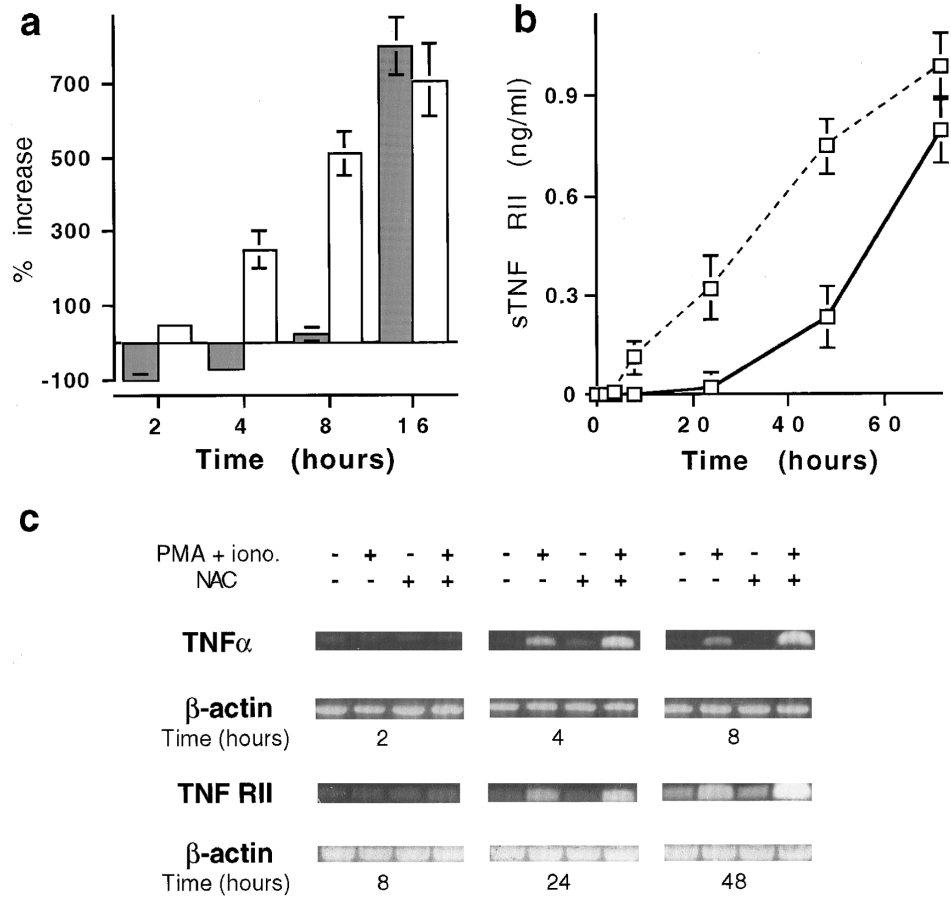 a
% increase
700
500
300
100
-100
2 4 8 16
Time (hours)
b
sTNF RII (ng/ml)
0.9
0.6
0.3
0
0 20 40 60
Time (hours)
c
PMA + iono. - + - + - + - + - + - +
NAC - - + + - - + + - - + +
TNFα
β-actin
Time (hours) 2 4 8
TNF RII
β-actin
Time (hours) 8 24 48